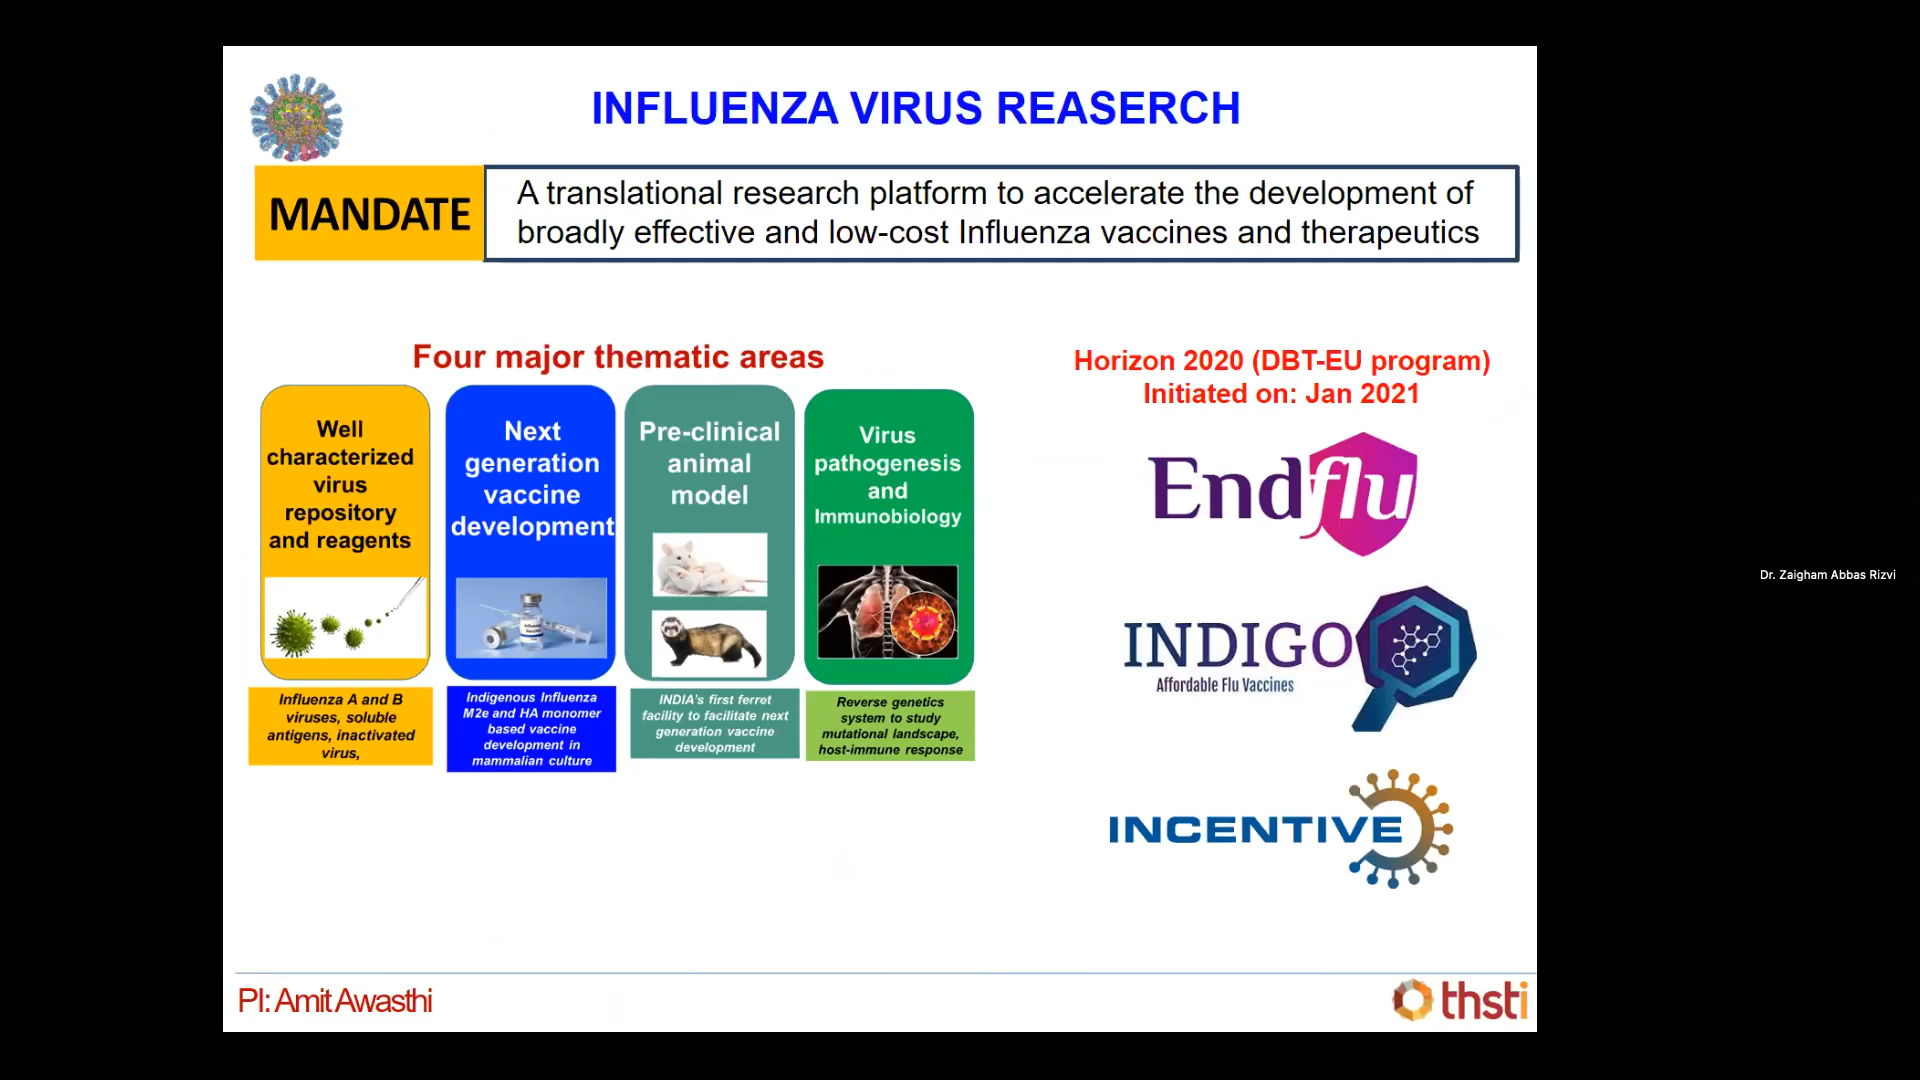 INFLUENZA VIRUS REASERCH
MANDATE
A translational research platform to accelerate the development of
broadly effective and low-cost Influenza vaccines and therapeutics
Four major thematic areas
Well
characterized
virus
repository
and reagents
Influenza A and B
viruses, soluble
antigens, inactivated
virus,
Next
generation
vaccine
development
Indigenous Influenza
M2e and HA monomer
based vaccine
development in
mammalian culture
Pre-clinical
animal
model
INDIA's first ferret
facility to facilitate next
generation vaccine
development
Virus
pathogenesis
and
Immunobiology
Reverse genetics
system to study
mutational landscape,
host-immune response
Horizon 2020 (DBT-EU program)
Initiated on: Jan 2021
Endflu
INDIGO
Affordable Flu Vaccines
INCENTIVE
Dr. Zaigham Abbas Rizvi
PI: Amit Awasthi
thsti